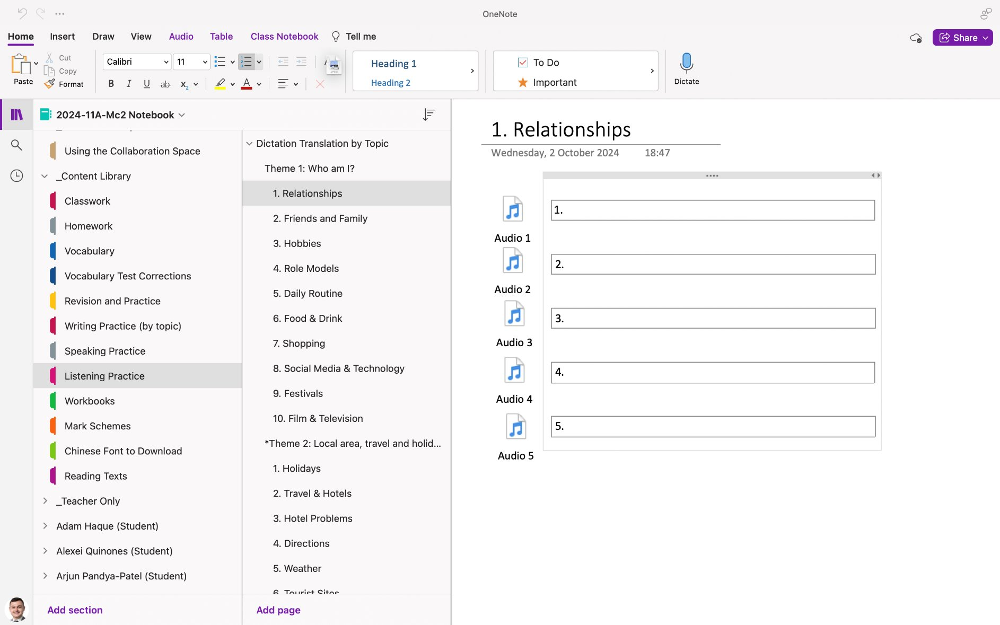 OneNote
Home Insert Draw View Audio Table Class Notebook Tell me Share
Paste
Cut
Copy
Format
Calibri 11
B I U ab x2 A
Heading 1
Heading 2
To Do
Important
Dictate
2024-11A-Mc2 Notebook
Using the Collaboration Space
_Content Library
Classwork
Homework
Vocabulary
Vocabulary Test Corrections
Revision and Practice
Writing Practice (by topic)
Speaking Practice
Listening Practice
Workbooks
Mark Schemes
Chinese Font to Download
Reading Texts
_Teacher Only
Adam Haque (Student)
Alexei Quinones (Student)
Arjun Pandya-Patel (Student)
Add section
Dictation Translation by Topic
Theme 1: Who am I?
1. Relationships
2. Friends and Family
3. Hobbies
4. Role Models
5. Daily Routine
6. Food & Drink
7. Shopping
8. Social Media & Technology
9. Festivals
10. Film & Television
*Theme 2: Local area, travel and holid...
1. Holidays
2. Travel & Hotels
3. Hotel Problems
4. Directions
5. Weather
6. Tourist Sites
Add page
1. Relationships
Wednesday, 2 October 2024 18:47
1.
Audio 1
2.
Audio 2
3.
Audio 3
4.
Audio 4
5.
Audio 5